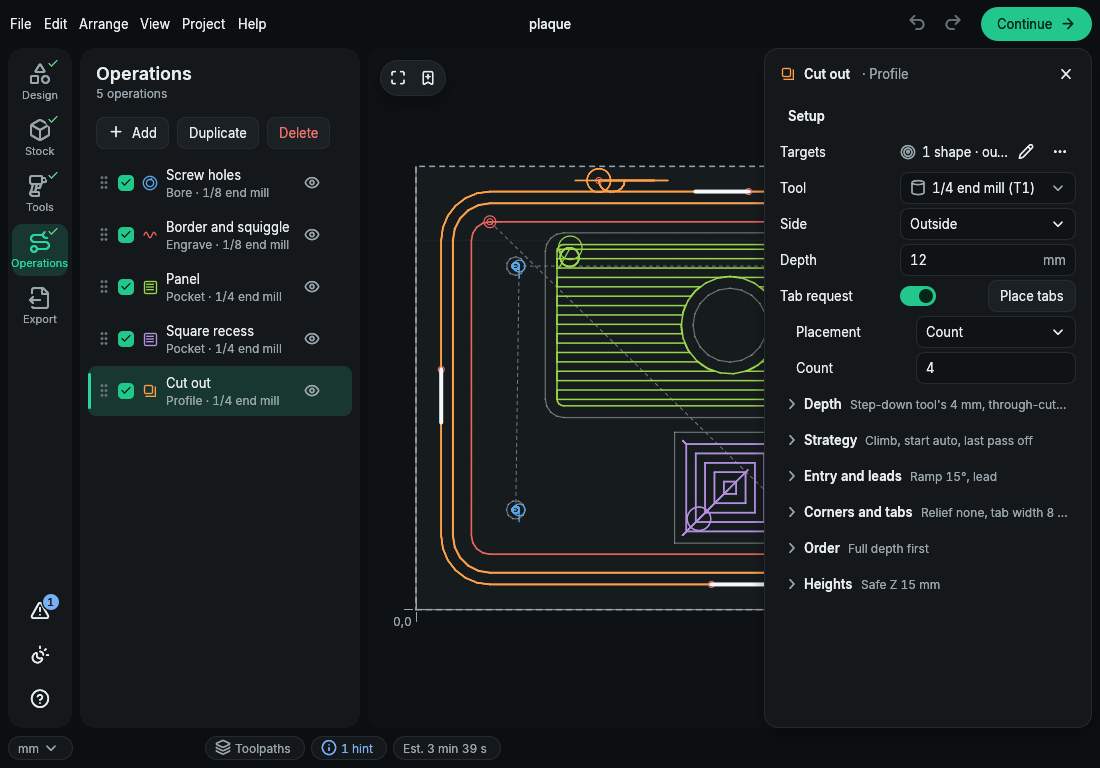 File Edit Arrange View Project Help
plaque
Continue
Design
Stock
Tools
Operations
Export
1
mm
Operations
5 operations
Add
Duplicate
Delete
Screw holes
Bore · 1/8 end mill
Border and squiggle
Engrave · 1/8 end mill
Panel
Pocket · 1/4 end mill
Square recess
Pocket · 1/4 end mill
Cut out
Profile · 1/4 end mill
0,0
Toolpaths
1 hint
Est. 3 min 39 s
Cut out · Profile
Setup
Targets 1 shape · ou...
Tool 1/4 end mill (T1)
Side Outside
Depth 12 mm
Tab request Place tabs
Placement Count
Count 4
Depth Step-down tool's 4 mm, through-cut...
Strategy Climb, start auto, last pass off
Entry and leads Ramp 15°, lead
Corners and tabs Relief none, tab width 8 ...
Order Full depth first
Heights Safe Z 15 mm